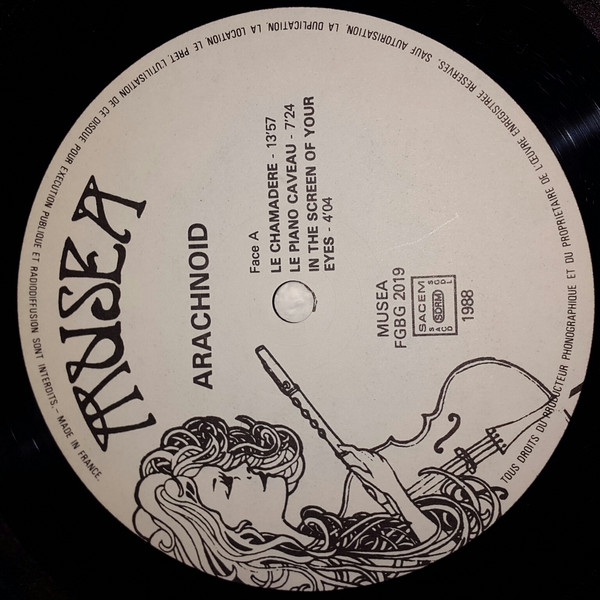 MUSEA
ARACHNOID
Face A
LE CHAMADERE - 13'57
LE PIANO CAVEAU - 7'24
IN THE SCREEN OF YOUR
EYES - 4'04
MUSEA
FGBG 2019
SACEM
SDRM
SACD
SCDL
1988
TOUS DROITS DU PRODUCTEUR PHONOGRAPHIQUE ET DU PROPRIETAIRE DE L'ŒUVRE ENREGISTREE RESERVES. SAUF AUTORISATION, LA DUPLICATION, LA LOCATION, LE PRET, L'UTILISATION DE CE DISQUE POUR EXECUTION PUBLIQUE ET RADIODIFFUSION SONT INTERDITS. - MADE IN FRANCE.